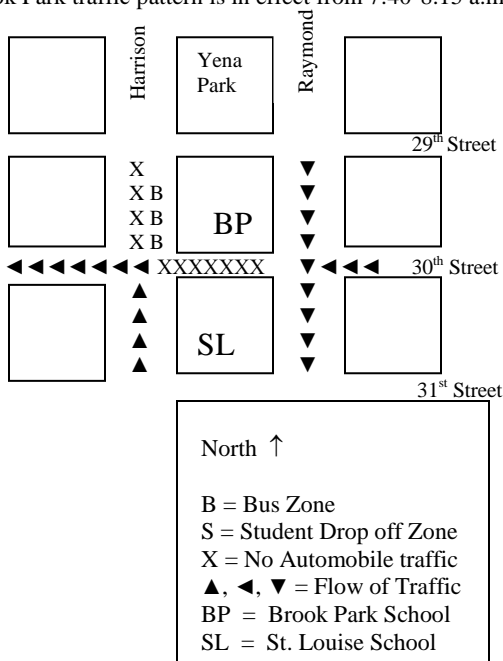 ok Park traffic pattern is in effect from 7:40-8:15 a.m
Harrison
Yena
Park
Raymond
29th Street
X
X B
X B
BP
X B
◄◄◄◄◄◄◄ XXXXXXX ▼◄◄◄ 30th Street
SL
31st Street
North ↑
B = Bus Zone
S = Student Drop off Zone
X = No Automobile traffic
▲, ◄, ▼ = Flow of Traffic
BP = Brook Park School
SL = St. Louise School